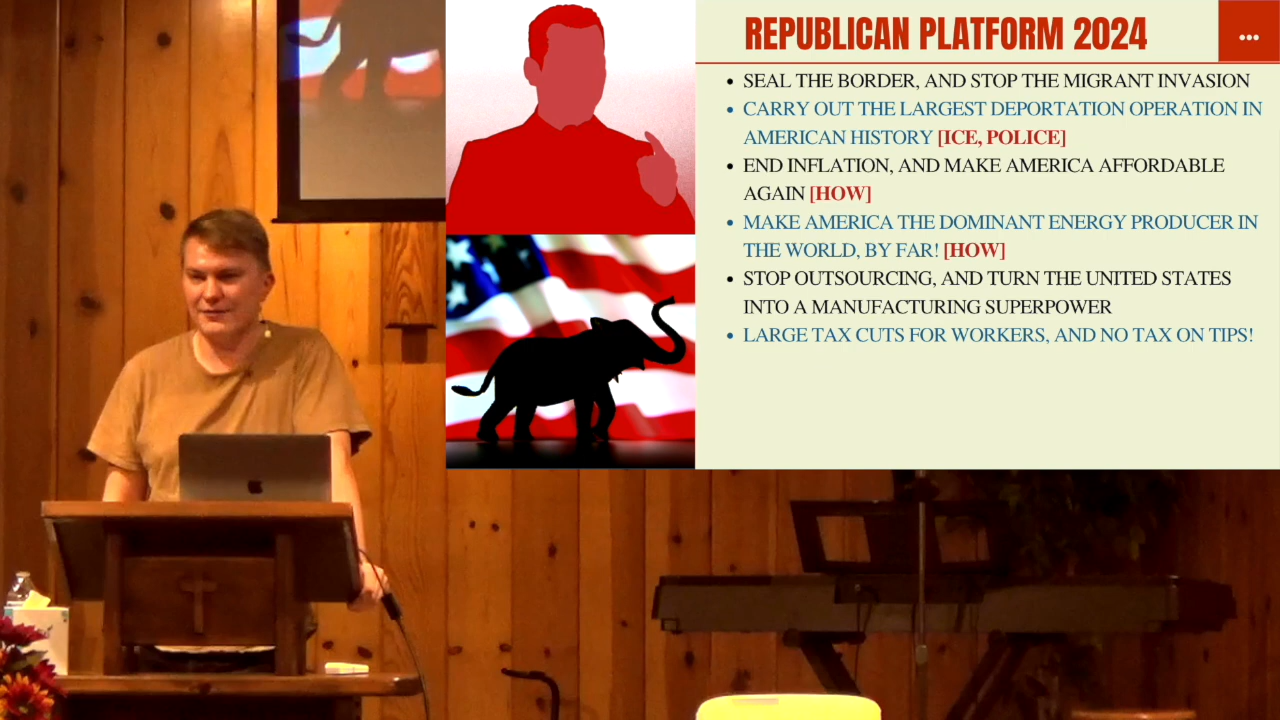 REPUBLICAN PLATFORM 2024
• SEAL THE BORDER, AND STOP THE MIGRANT INVASION
• CARRY OUT THE LARGEST DEPORTATION OPERATION IN
AMERICAN HISTORY [ICE, POLICE]
• END INFLATION, AND MAKE AMERICA AFFORDABLE
AGAIN [HOW]
• MAKE AMERICA THE DOMINANT ENERGY PRODUCER IN
THE WORLD, BY FAR! [HOW]
• STOP OUTSOURCING, AND TURN THE UNITED STATES
INTO A MANUFACTURING SUPERPOWER
• LARGE TAX CUTS FOR WORKERS, AND NO TAX ON TIPS!